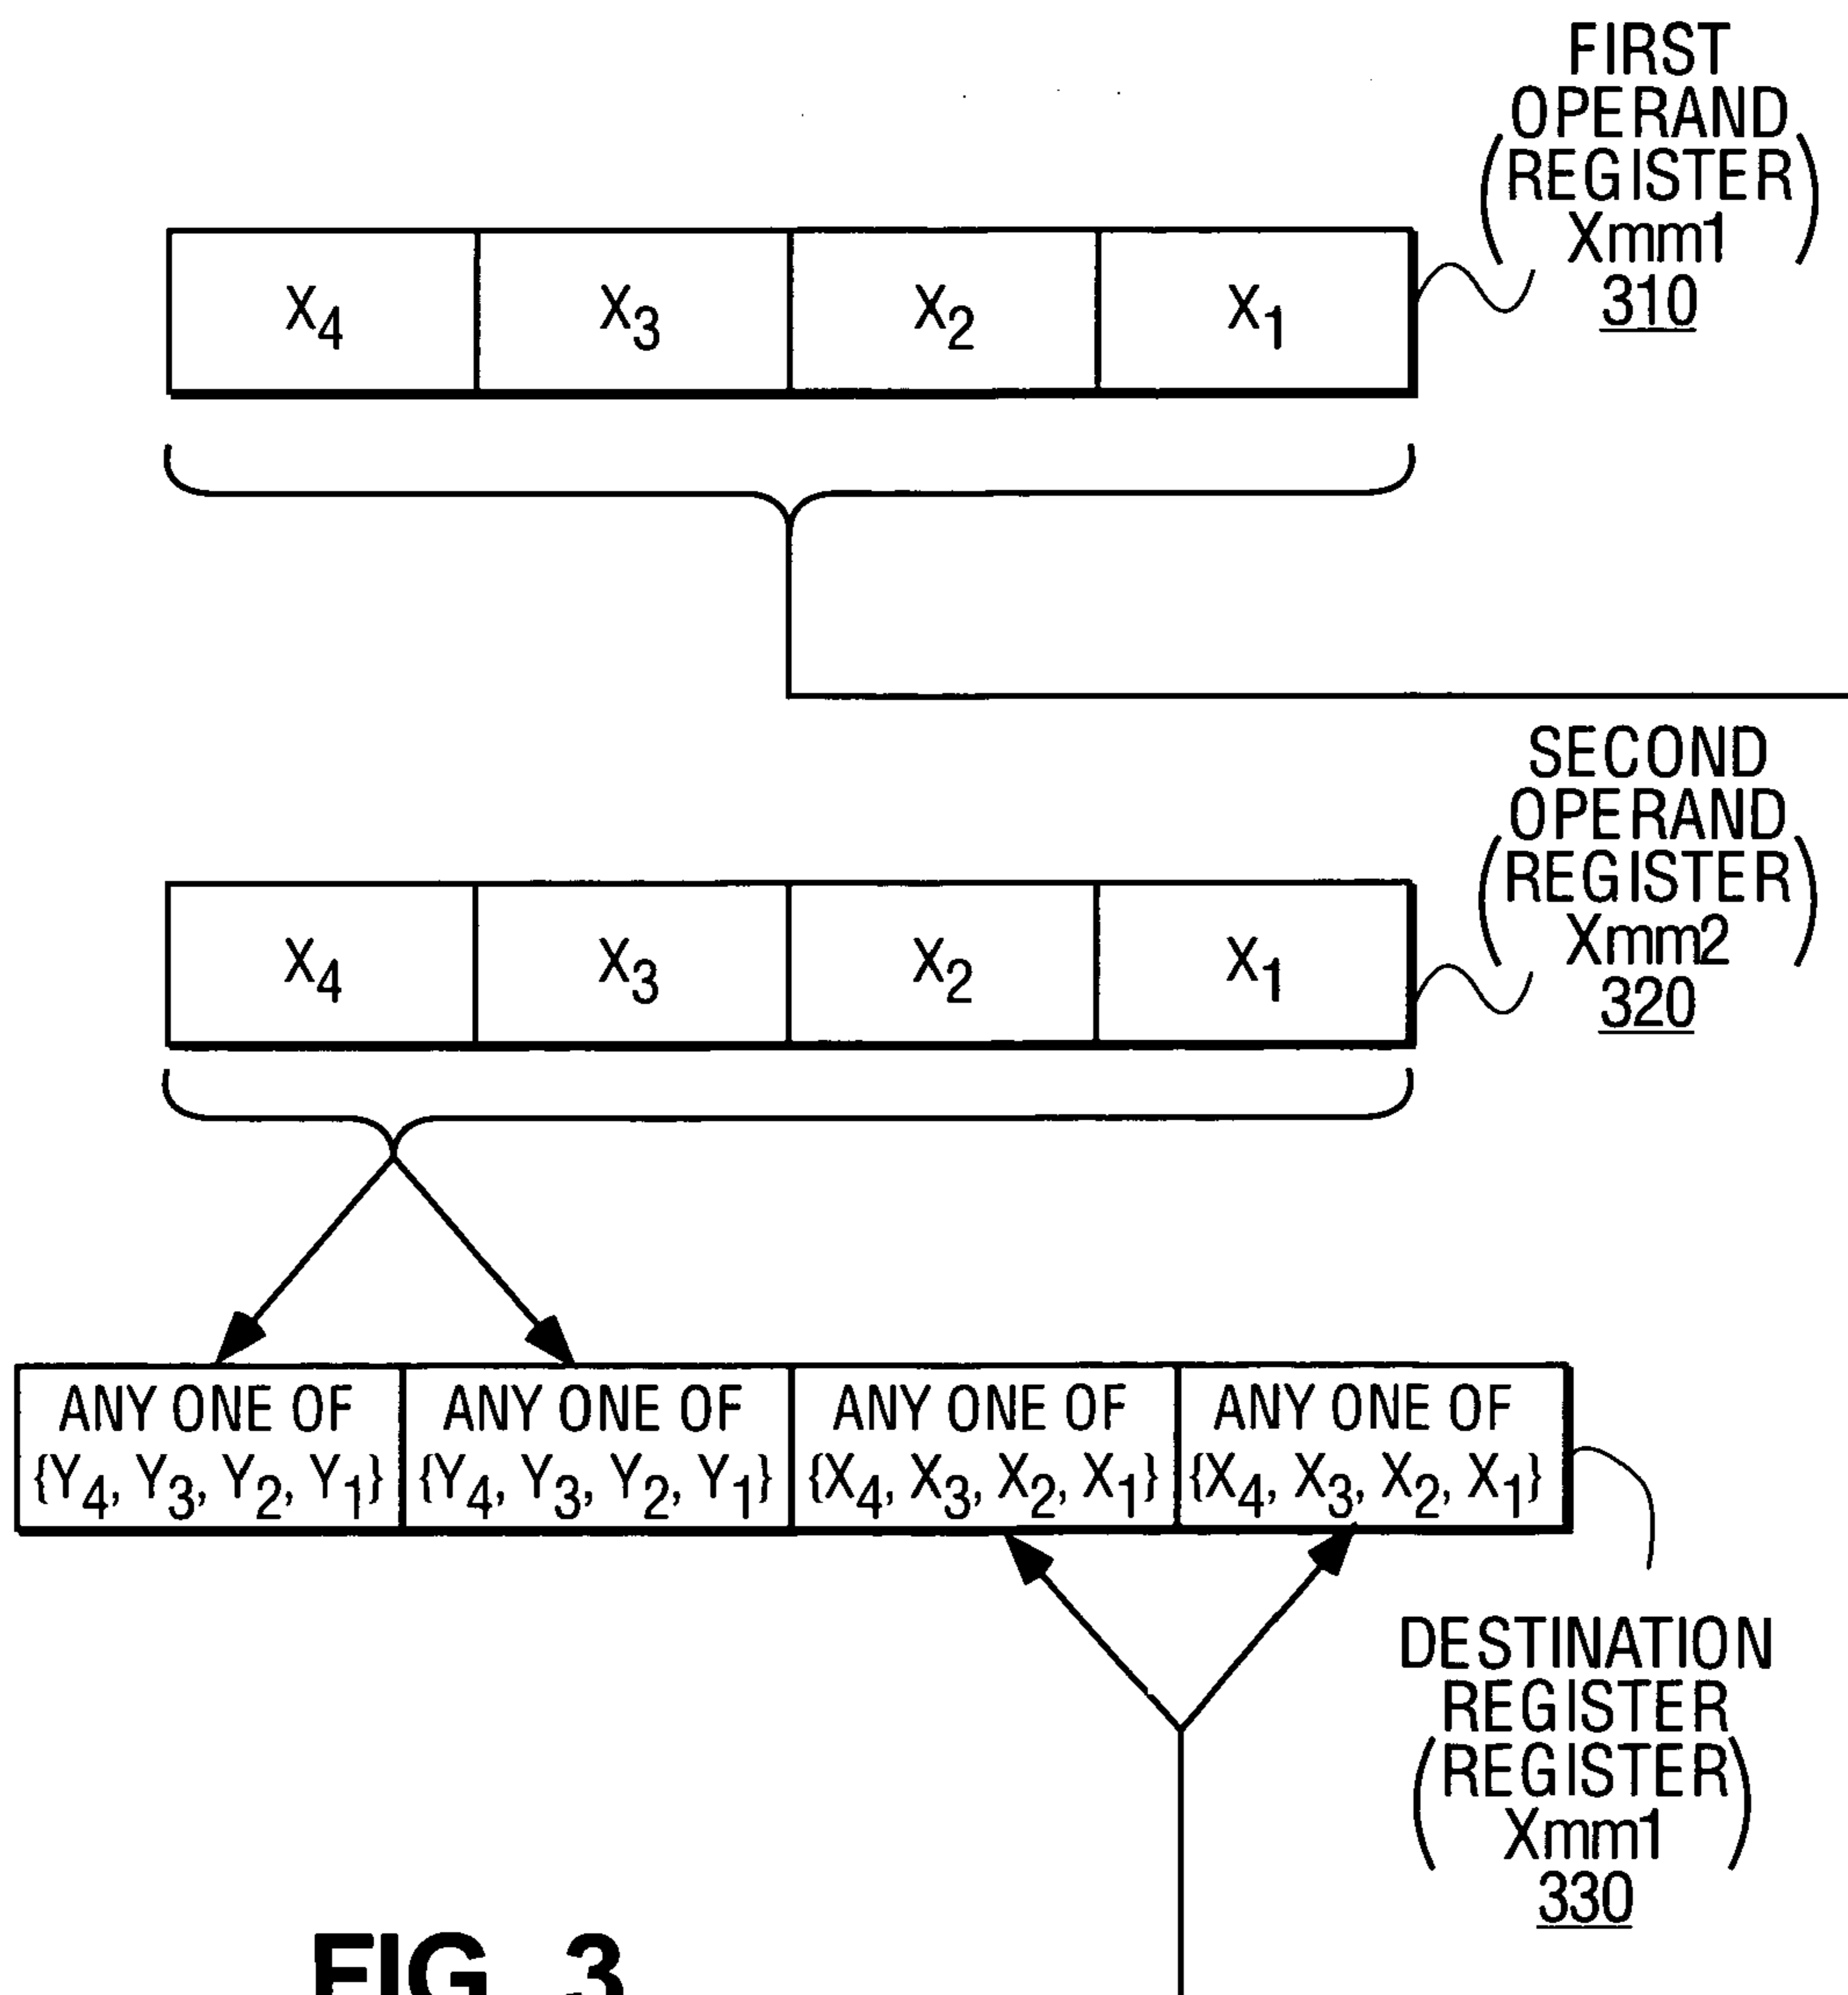 FIRST
OPERAND
(REGISTER)
Xmm1
310
X₄ X₃ X₂ X₁
SECOND
OPERAND
(REGISTER)
Xmm2
320
X₄ X₃ X₂ X₁
ANY ONE OF {Y₄, Y₃, Y₂, Y₁}
ANY ONE OF {Y₄, Y₃, Y₂, Y₁}
ANY ONE OF {X₄, X₃, X₂, X₁}
ANY ONE OF {X₄, X₃, X₂, X₁}
DESTINATION
REGISTER
(REGISTER)
Xmm1
330
FIG. 3